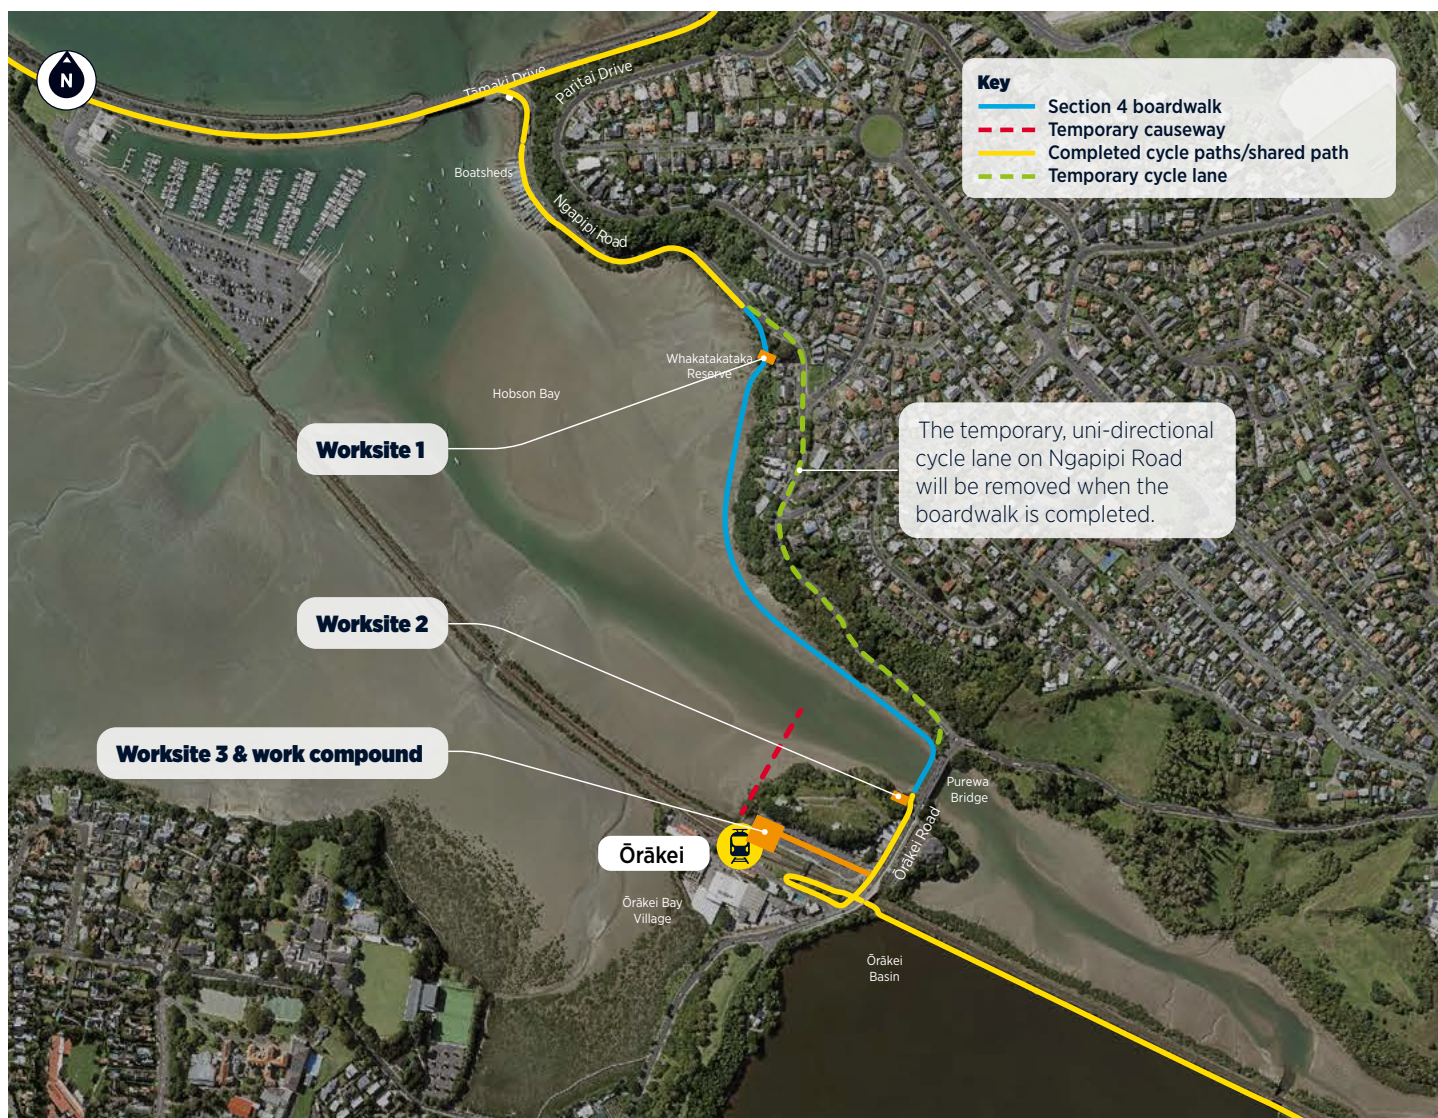 N
Tāmaki Drive
Paritai Drive
Key
Section 4 boardwalk
Temporary causeway
Completed cycle paths/shared path
Temporary cycle lane
Boatsheds
Ngapipi Road
Whakatakataka
Reserve
Hobson Bay
Worksite 1
The temporary, uni-directional
cycle lane on Ngapipi Road
will be removed when the
boardwalk is completed.
Worksite 2
Worksite 3 & work compound
Purewa
Bridge
Ōrākei Road
Ōrākei
Ōrākei Bay
Village
Ōrākei
Basin